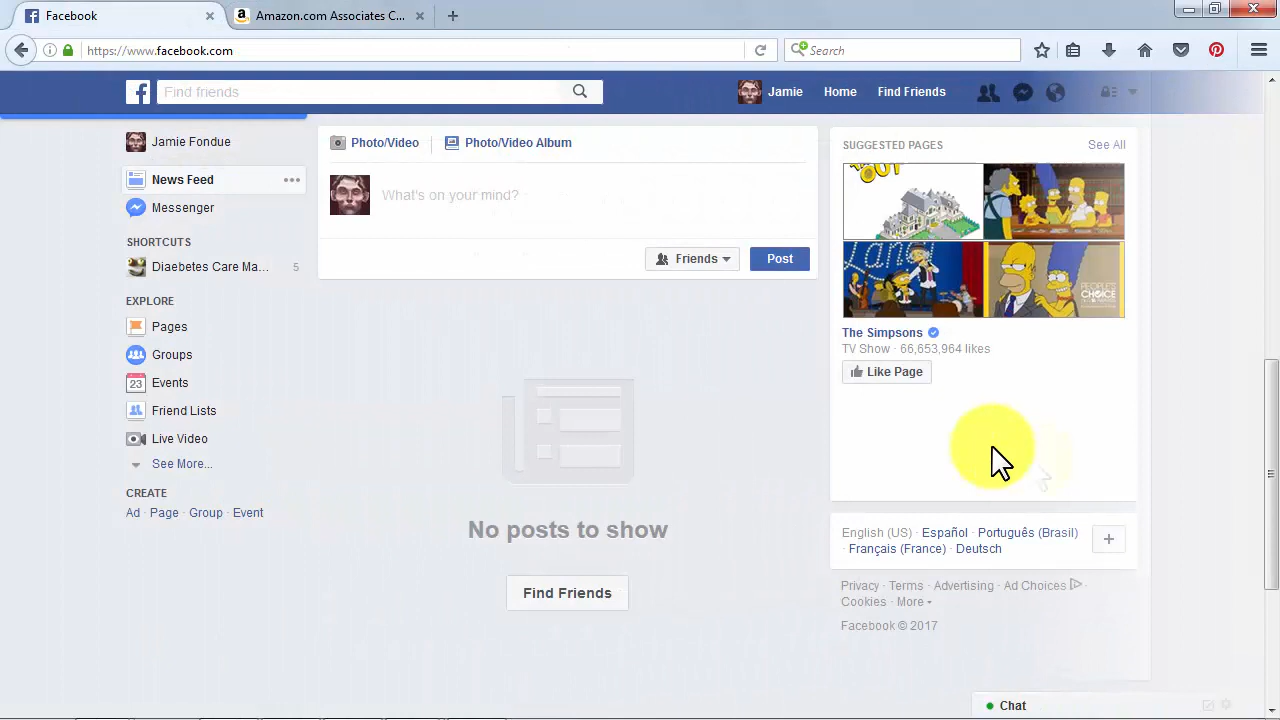 Facebook
Amazon.com Associates C...
https://www.facebook.com
Search
Find friends
Jamie
Home
Find Friends
Jamie Fondue
News Feed
Messenger
SHORTCUTS
Diaebetes Care Ma... 5
EXPLORE
Pages
Groups
23 Events
Friend Lists
Live Video
See More...
CREATE
Ad · Page · Group · Event
Photo/Video
Photo/Video Album
What's on your mind?
Friends
Post
No posts to show
Find Friends
SUGGESTED PAGES
See All
PEOPLE'S
CHOICE
The Simpsons
TV Show · 66,653,964 likes
Like Page
English (US) · Español · Português (Brasil)
· Français (France) · Deutsch
Privacy · Terms · Advertising · Ad Choices ·
Cookies · More
Facebook © 2017
Chat